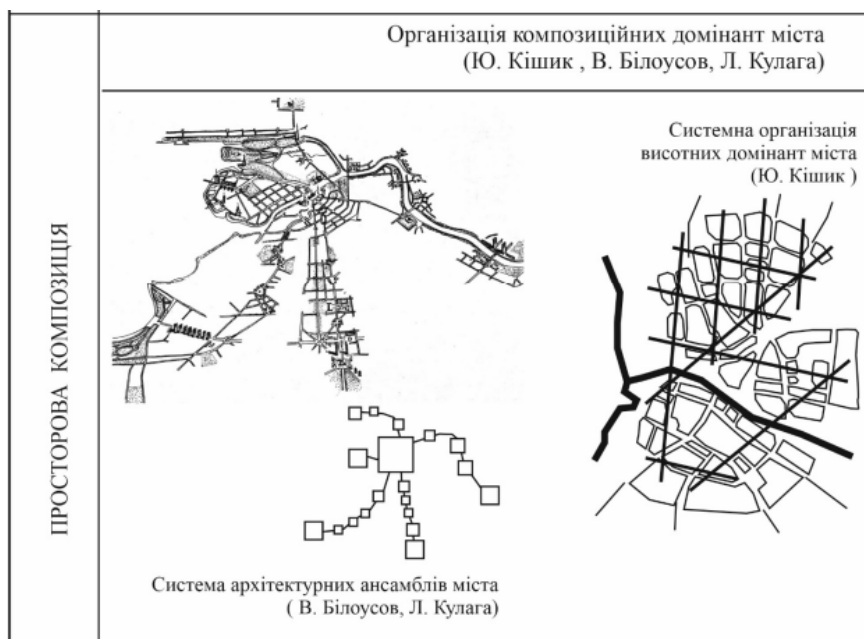 Організація композиційних домінант міста
(Ю. Кішик , В. Білоусов, Л. Кулага)
ПРОСТОРОВА КОМПОЗИЦІЯ
Системна організація
висотних домінант міста
(Ю. Кішик )
Система архітектурних ансамблів міста
( В. Білоусов, Л. Кулага)